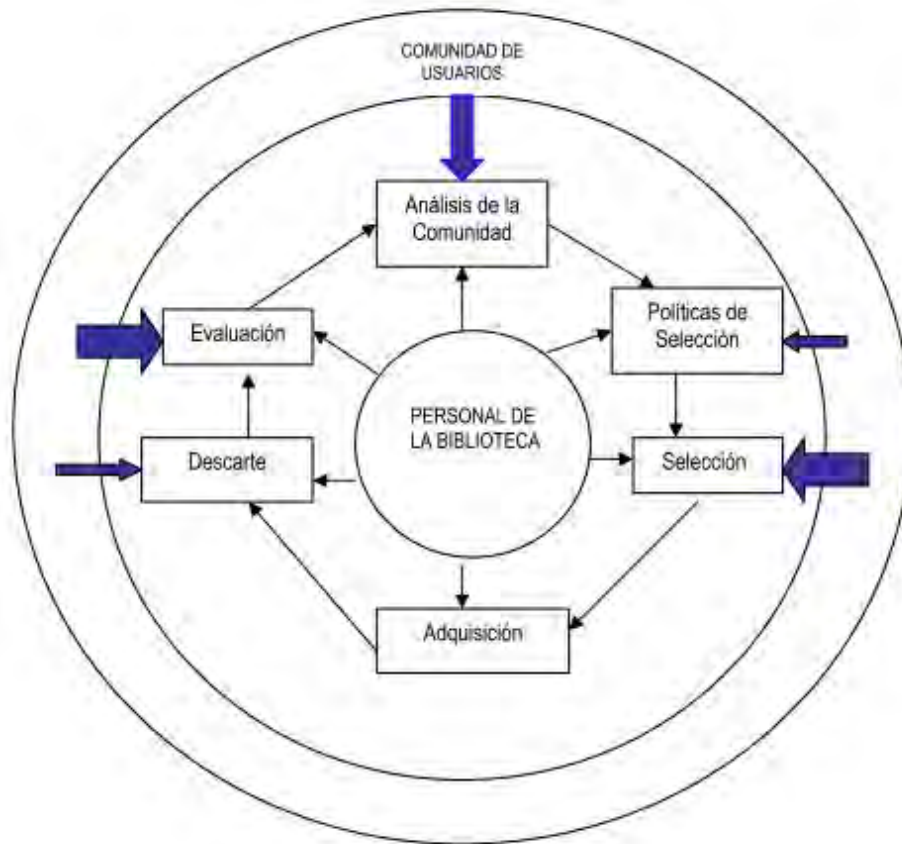 COMUNIDAD DE
USUARIOS
Análisis de la
Comunidad
Evaluación
Políticas de
Selección
PERSONAL DE
LA BIBLIOTECA
Descarte
Selección
Adquisición